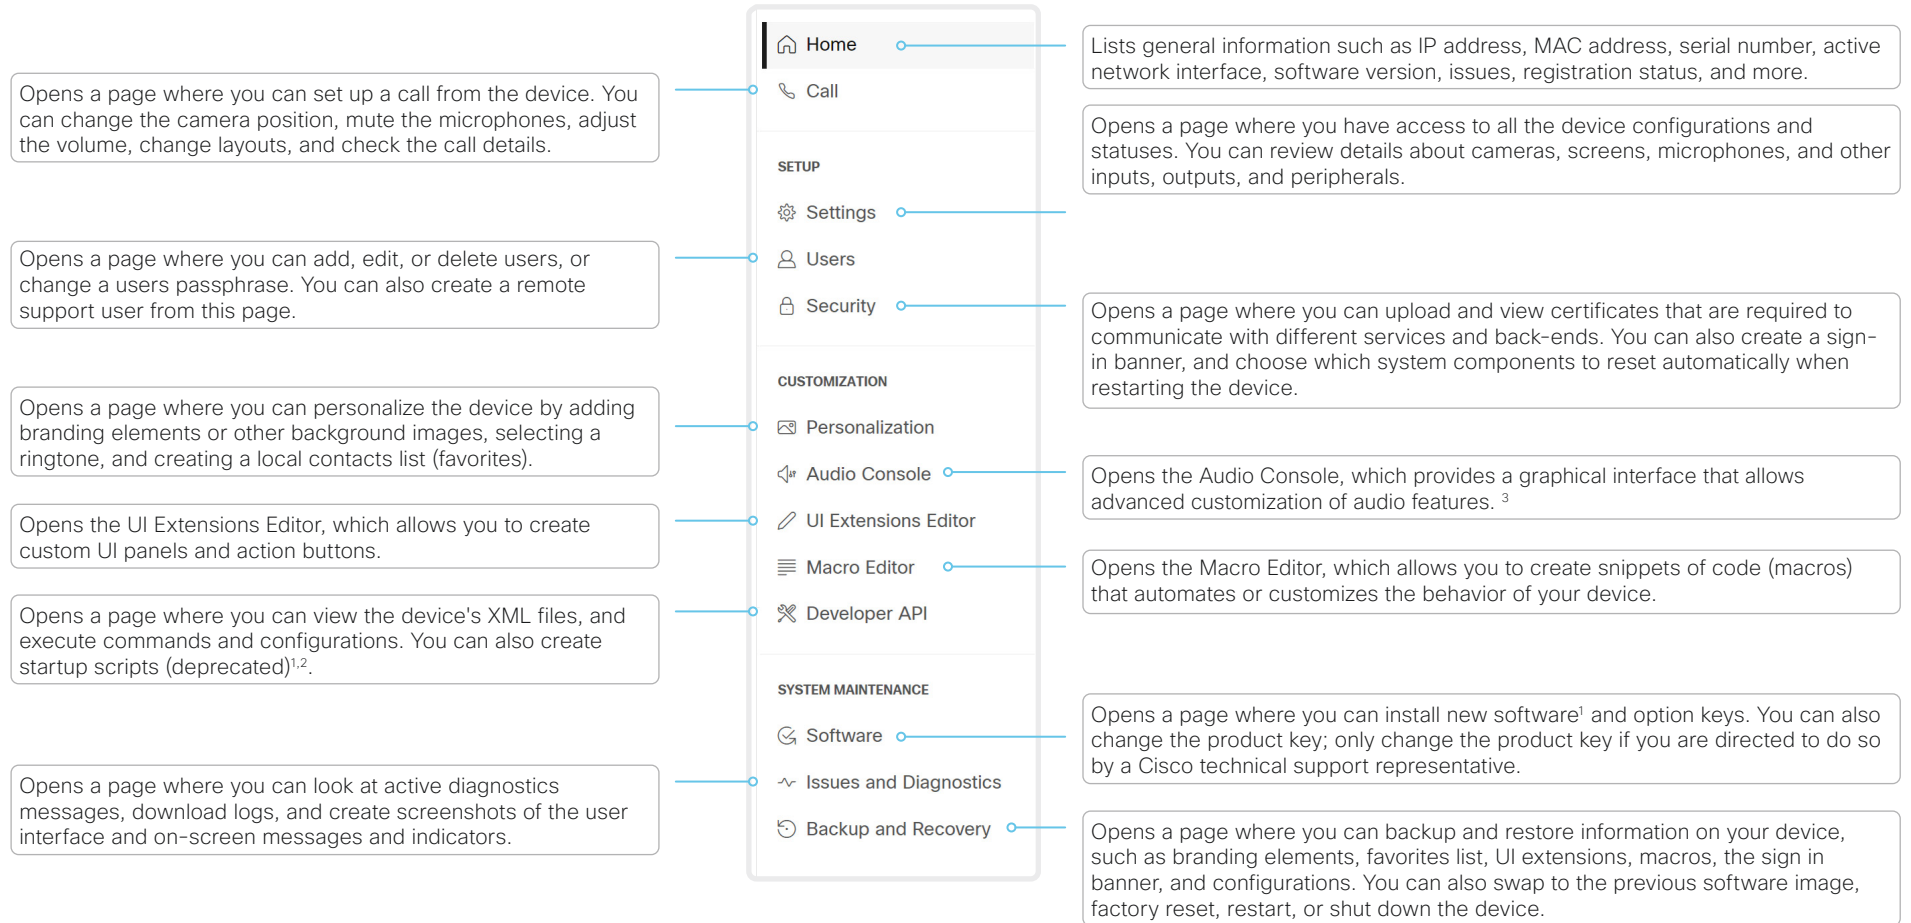 Home
Lists general information such as IP address, MAC address, serial number, active
network interface, software version, issues, registration status, and more.
Opens a page where you can set up a call from the device. You
can change the camera position, mute the microphones, adjust
the volume, change layouts, and check the call details.
Call
Opens a page where you have access to all the device configurations and
statuses. You can review details about cameras, screens, microphones, and other
inputs, outputs, and peripherals.
SETUP
Settings
Opens a page where you can add, edit, or delete users, or
change a users passphrase. You can also create a remote
support user from this page.
Users
Security
Opens a page where you can upload and view certificates that are required to
communicate with different services and back-ends. You can also create a sign-
in banner, and choose which system components to reset automatically when
restarting the device.
CUSTOMIZATION
Opens a page where you can personalize the device by adding
branding elements or other background images, selecting a
ringtone, and creating a local contacts list (favorites).
Personalization
Audio Console
Opens the Audio Console, which provides a graphical interface that allows
advanced customization of audio features. 3
Opens the UI Extensions Editor, which allows you to create
custom UI panels and action buttons.
UI Extensions Editor
Macro Editor
Opens the Macro Editor, which allows you to create snippets of code (macros)
that automates or customizes the behavior of your device.
Opens a page where you can view the device's XML files, and
execute commands and configurations. You can also create
startup scripts (deprecated)1,2.
Developer API
SYSTEM MAINTENANCE
Software
Opens a page where you can install new software1 and option keys. You can also
change the product key; only change the product key if you are directed to do so
by a Cisco technical support representative.
Opens a page where you can look at active diagnostics
messages, download logs, and create screenshots of the user
interface and on-screen messages and indicators.
Issues and Diagnostics
Backup and Recovery
Opens a page where you can backup and restore information on your device,
such as branding elements, favorites list, UI extensions, macros, the sign in
banner, and configurations. You can also swap to the previous software image,
factory reset, restart, or shut down the device.